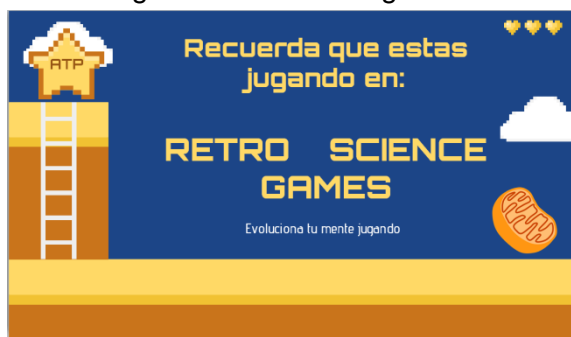 ATP
Recuerda que estas
jugando en:
RETRO SCIENCE
GAMES
Evoluciona tu mente jugando